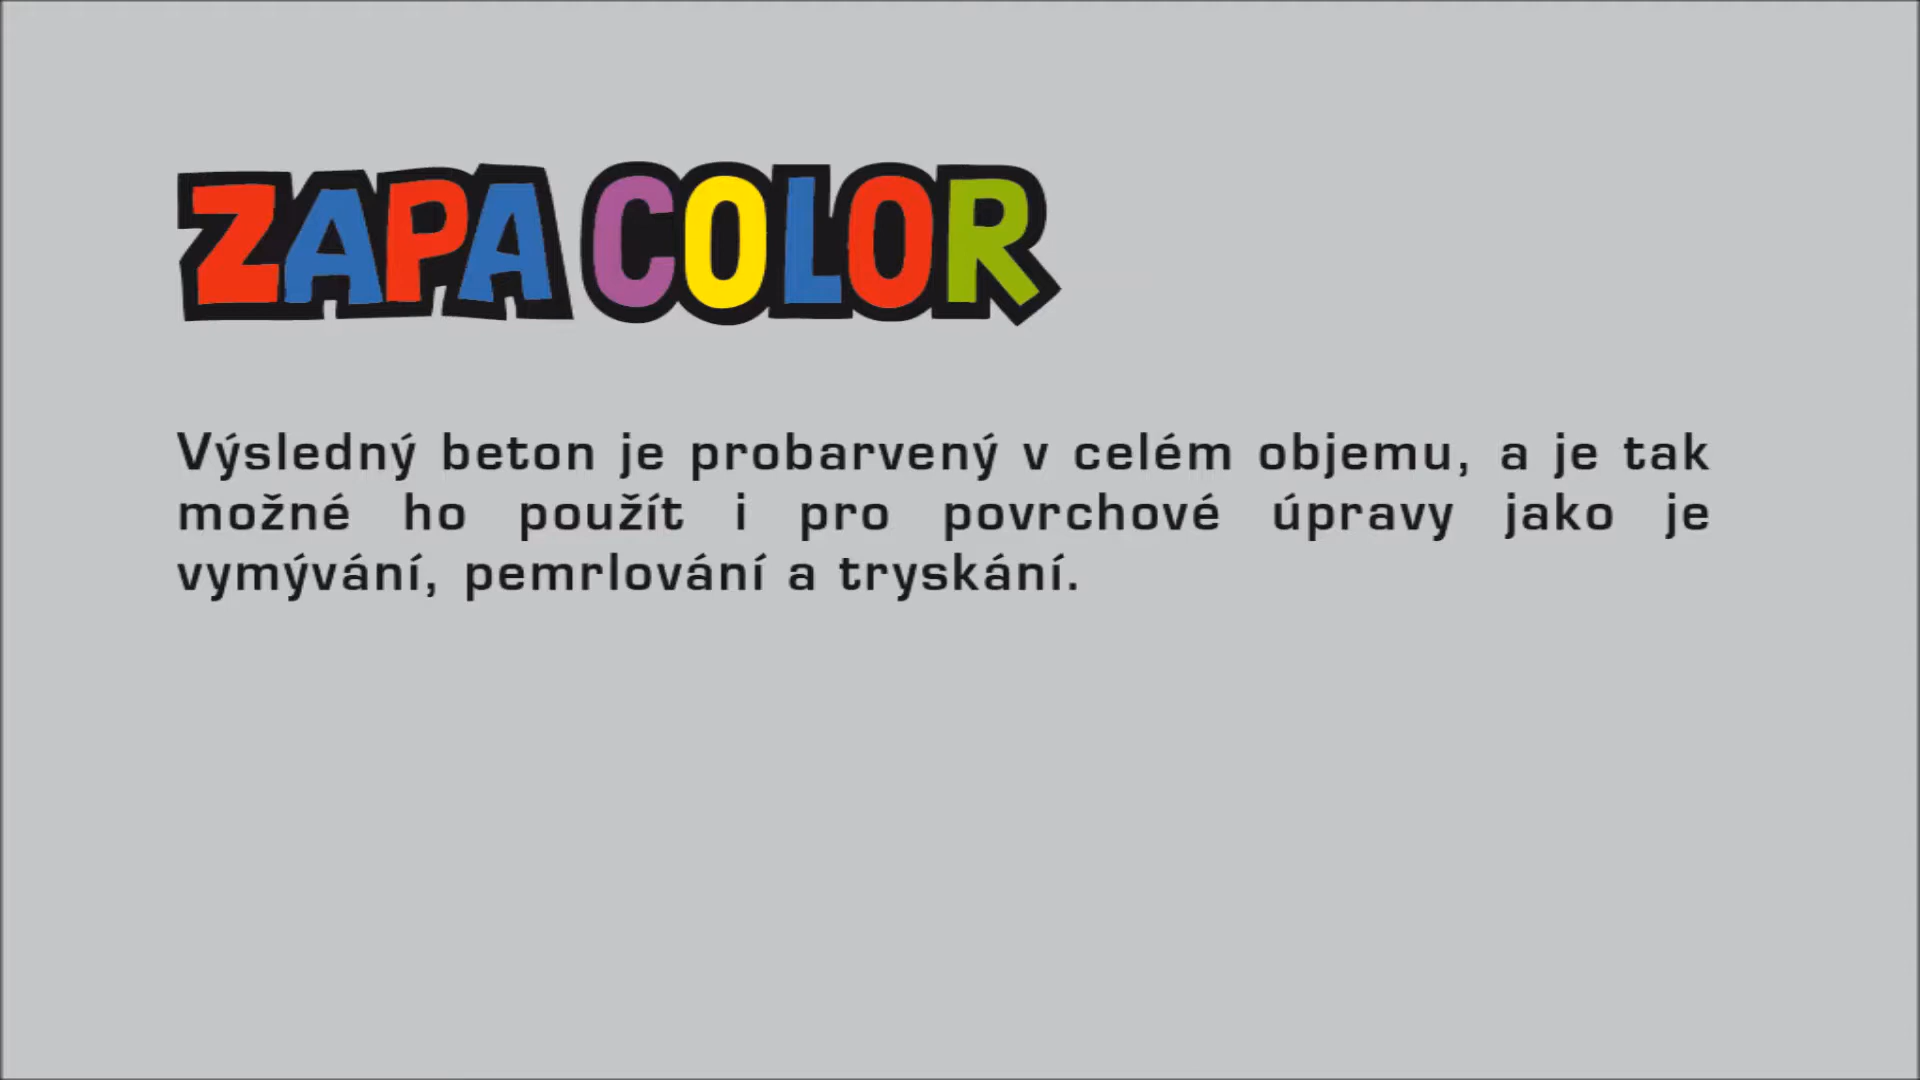 ZAPA COLOR
Výsledný beton je probarvený v celém objemu, a je tak
možné ho použít i pro povrchové úpravy jako je
vymývání, pemrlování a tryskání.